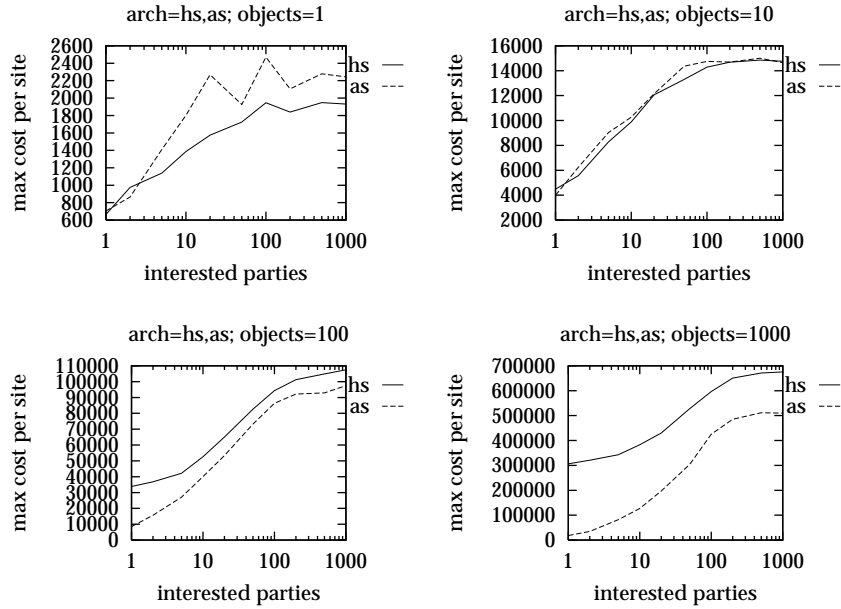 arch=hs,as; objects=1
max cost per site
2600
2400
2200
2000
1800
1600
1400
1200
1000
800
600
1 10 100 1000
interested parties
hs
as
arch=hs,as; objects=10
max cost per site
16000
14000
12000
10000
8000
6000
4000
2000
1 10 100 1000
interested parties
hs
as
arch=hs,as; objects=100
max cost per site
110000
100000
90000
80000
70000
60000
50000
40000
30000
20000
10000
0
1 10 100 1000
interested parties
hs
as
arch=hs,as; objects=1000
max cost per site
700000
600000
500000
400000
300000
200000
100000
0
1 10 100 1000
interested parties
hs
as